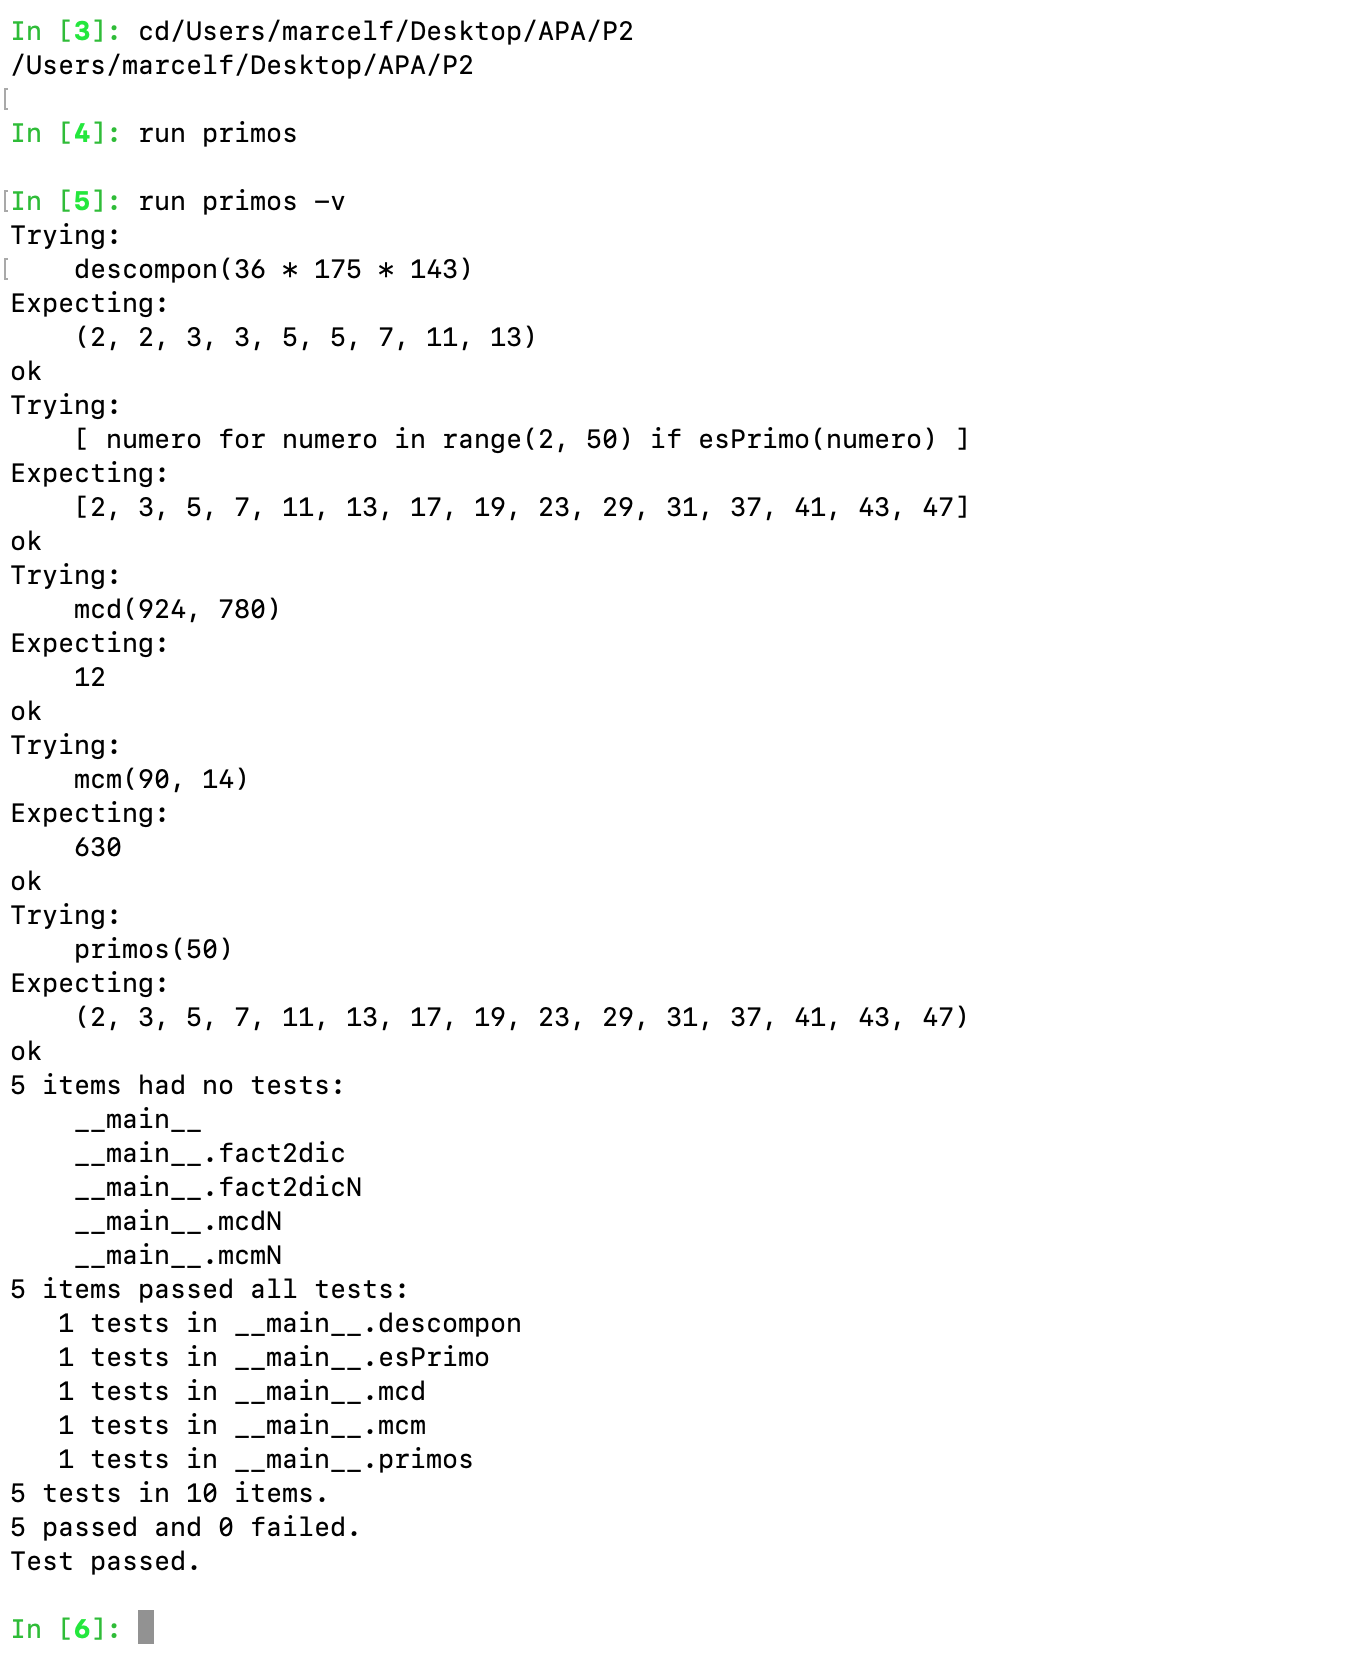 In [3]: cd/Users/marcelf/Desktop/APA/P2
/Users/marcelf/Desktop/APA/P2
[
In [4]: run primos
[In [5]: run primos -v
Trying:
[    descompon(36 * 175 * 143)
Expecting:
    (2, 2, 3, 3, 5, 5, 7, 11, 13)
ok
Trying:
    [ numero for numero in range(2, 50) if esPrimo(numero) ]
Expecting:
    [2, 3, 5, 7, 11, 13, 17, 19, 23, 29, 31, 37, 41, 43, 47]
ok
Trying:
    mcd(924, 780)
Expecting:
    12
ok
Trying:
    mcm(90, 14)
Expecting:
    630
ok
Trying:
    primos(50)
Expecting:
    (2, 3, 5, 7, 11, 13, 17, 19, 23, 29, 31, 37, 41, 43, 47)
ok
5 items had no tests:
    __main__
    __main__.fact2dic
    __main__.fact2dicN
    __main__.mcdN
    __main__.mcmN
5 items passed all tests:
   1 tests in __main__.descompon
   1 tests in __main__.esPrimo
   1 tests in __main__.mcd
   1 tests in __main__.mcm
   1 tests in __main__.primos
5 tests in 10 items.
5 passed and 0 failed.
Test passed.
In [6]: